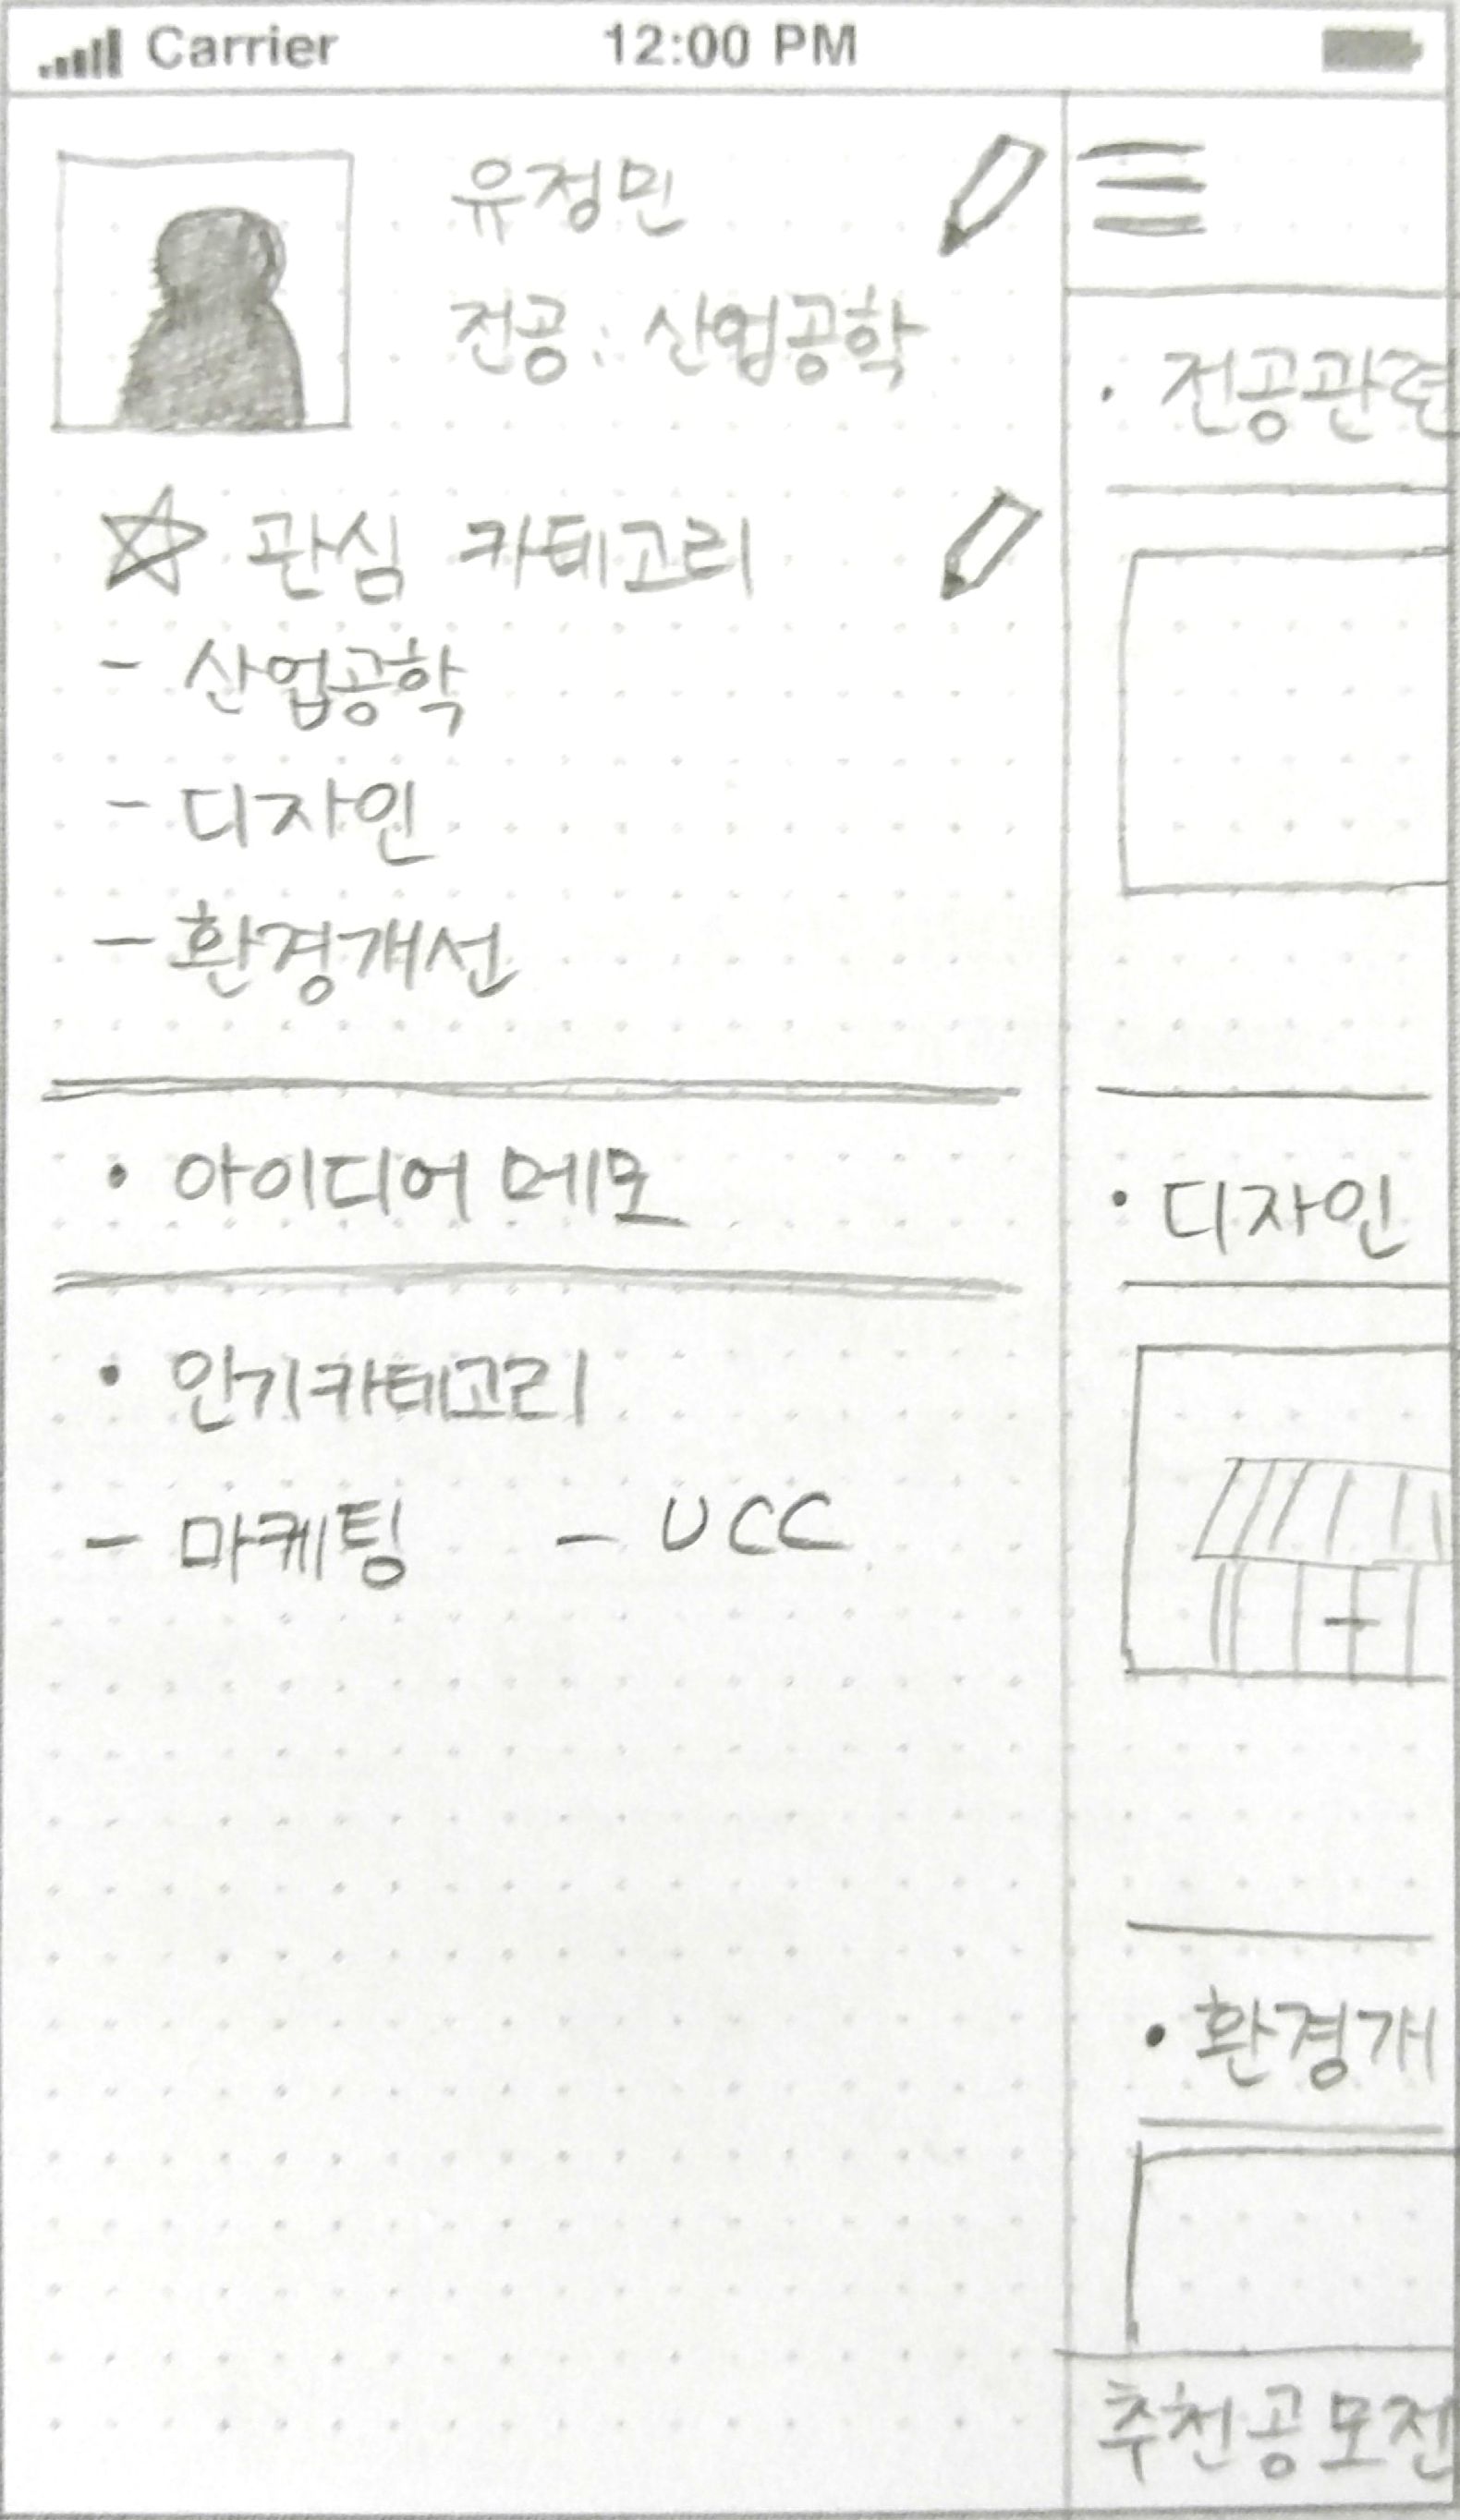 Carrier 12:00 PM
유정민
전공 : 산업공학
☆ 관심 카테고리
- 산업공학
- 디자인
- 환경개선
• 아이디어 메모
• 인기카테고리
- 마케팅 - UCC
• 전공관련
• 디자인
• 환경개
추천공모전